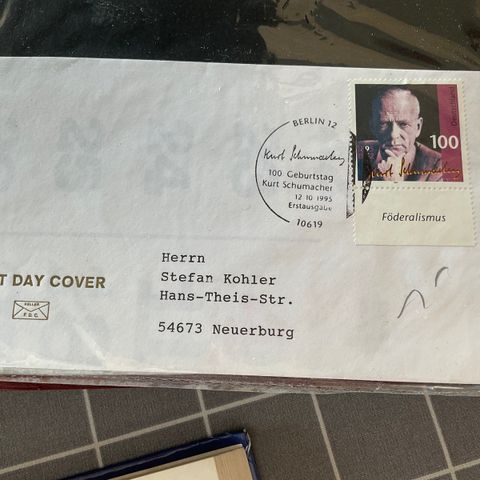 BERLIN 12
Kurt Schumacher
100. Geburtstag
Kurt Schumacher
12.10.1995
Erstausgabe
10619
Deutschland
100
Kurt Schumacher
Föderalismus
T DAY COVER
KELLER
F.D.C.
Herrn
Stefan Kohler
Hans-Theis-Str.
54673 Neuerburg